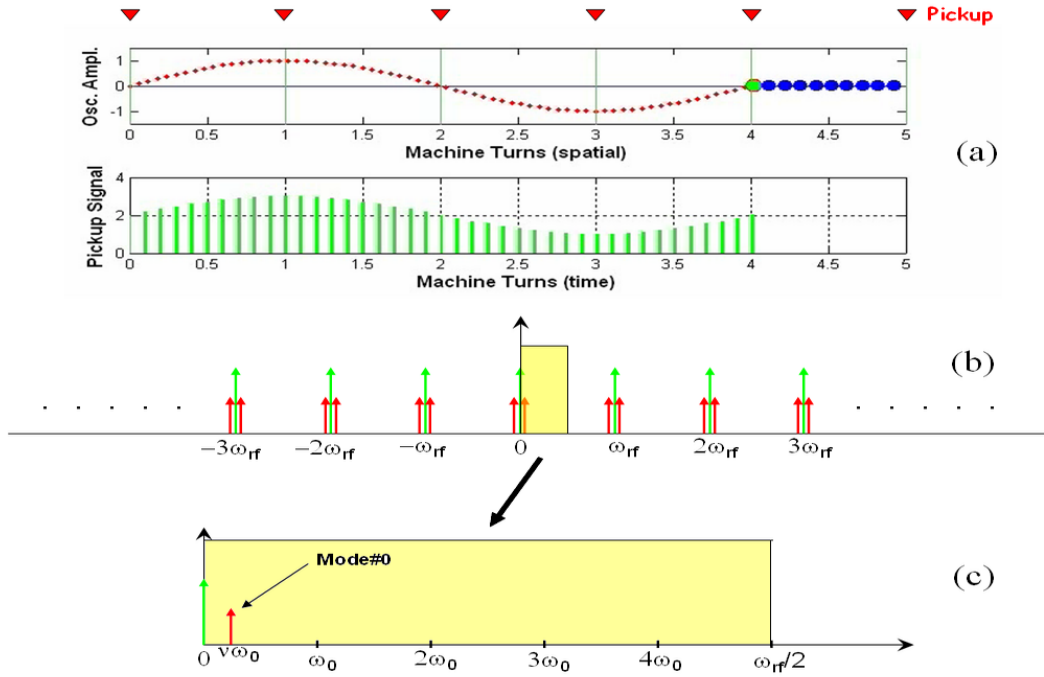 Pickup
Osc. Ampl.
1
0
-1
0 0.5 1 1.5 2 2.5 3 3.5 4 4.5 5
Machine Turns (spatial)
(a)
Pickup Signal
4
2
0
0 0.5 1 1.5 2 2.5 3 3.5 4 4.5 5
Machine Turns (time)
(b)
. . . . . . . . . .
−3ωrf −2ωrf −ωrf 0 ωrf 2ωrf 3ωrf
Mode#0
(c)
0 νω0 ω0 2ω0 3ω0 4ω0 ωrf/2